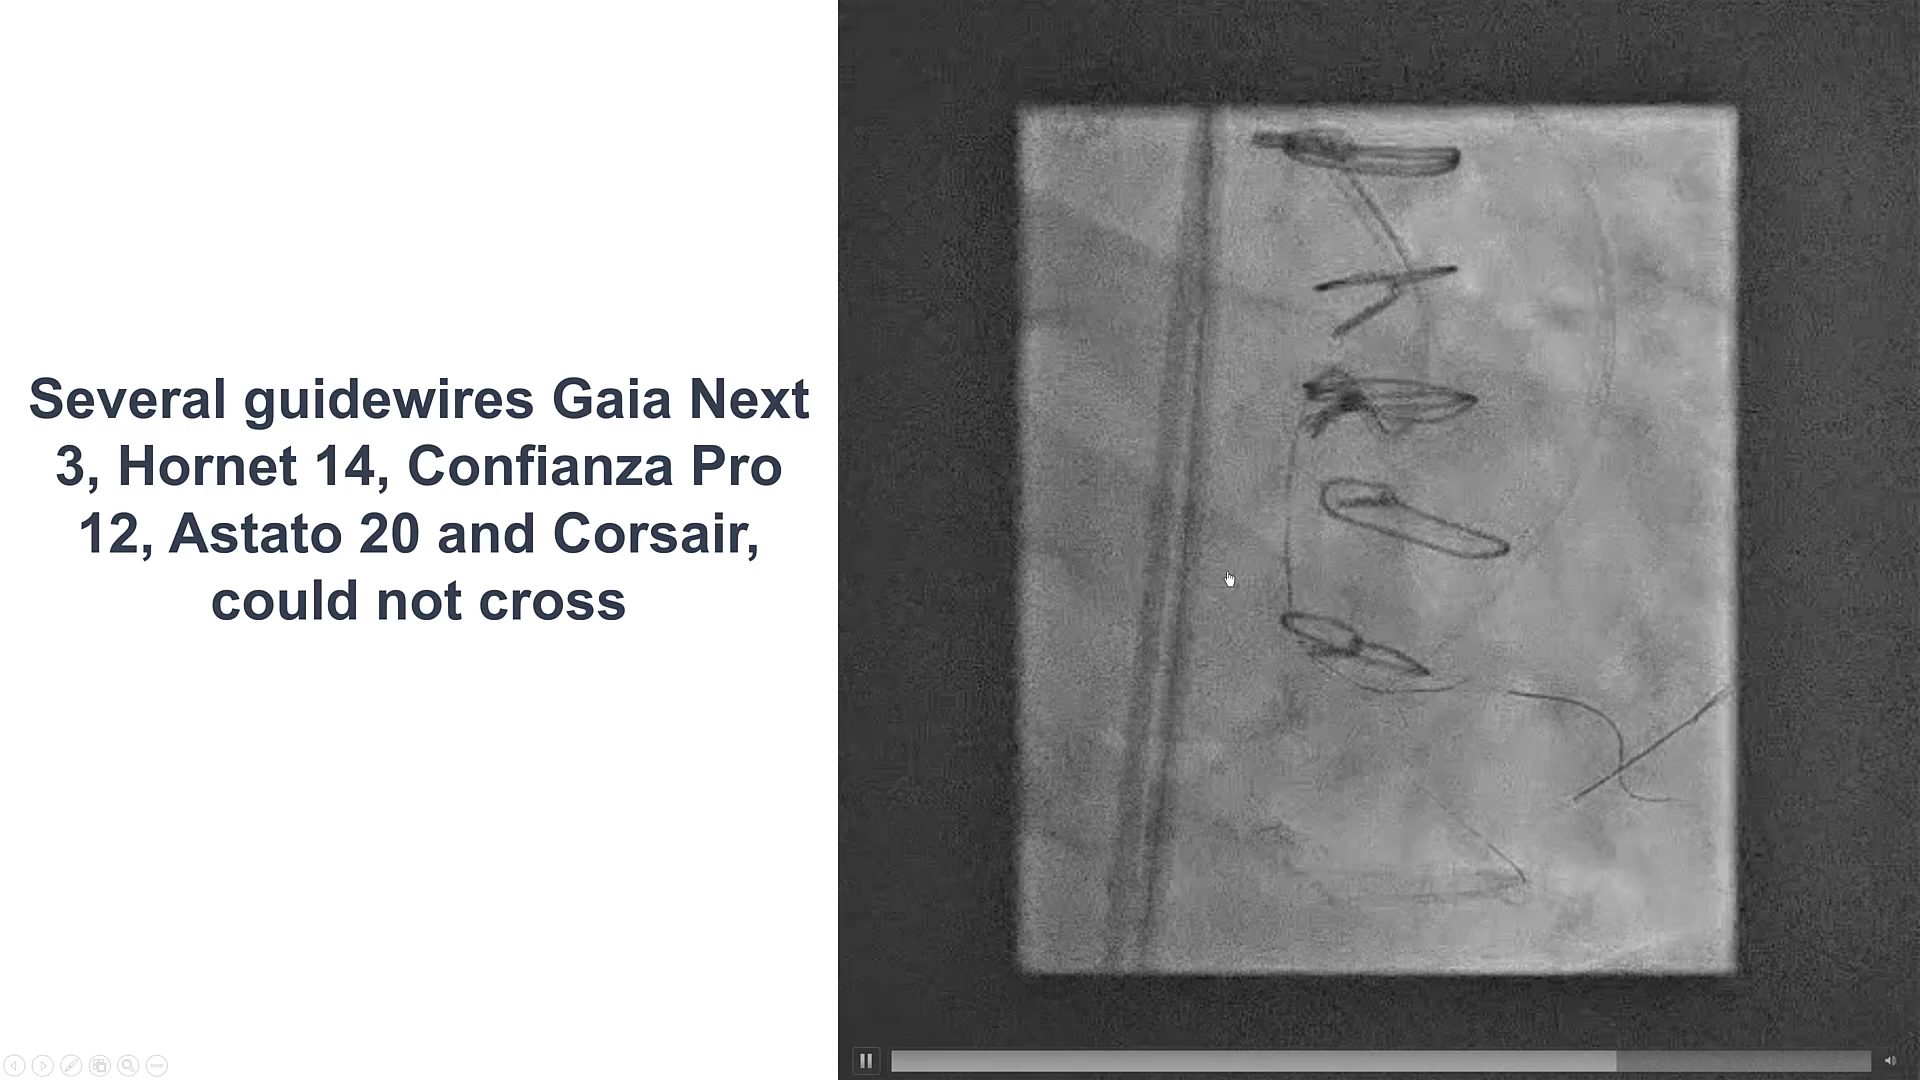 Several guidewires Gaia Next
3, Hornet 14, Confianza Pro
12, Astato 20 and Corsair,
could not cross